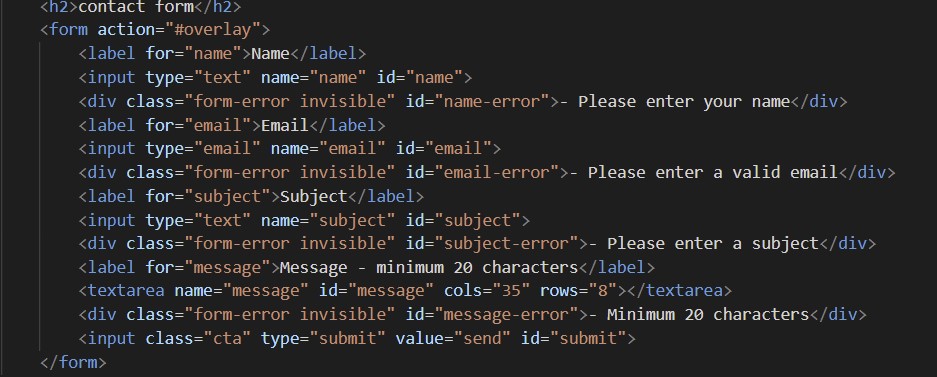 <h2>contact form</h2>
<form action="#overlay">
<label for="name">Name</label>
<input type="text" name="name" id="name">
<div class="form-error invisible" id="name-error">- Please enter your name</div>
<label for="email">Email</label>
<input type="email" name="email" id="email">
<div class="form-error invisible" id="email-error">- Please enter a valid email</div>
<label for="subject">Subject</label>
<input type="text" name="subject" id="subject">
<div class="form-error invisible" id="subject-error">- Please enter a subject</div>
<label for="message">Message - minimum 20 characters</label>
<textarea name="message" id="message" cols="35" rows="8"></textarea>
<div class="form-error invisible" id="message-error">- Minimum 20 characters</div>
<input class="cta" type="submit" value="send" id="submit">
</form>